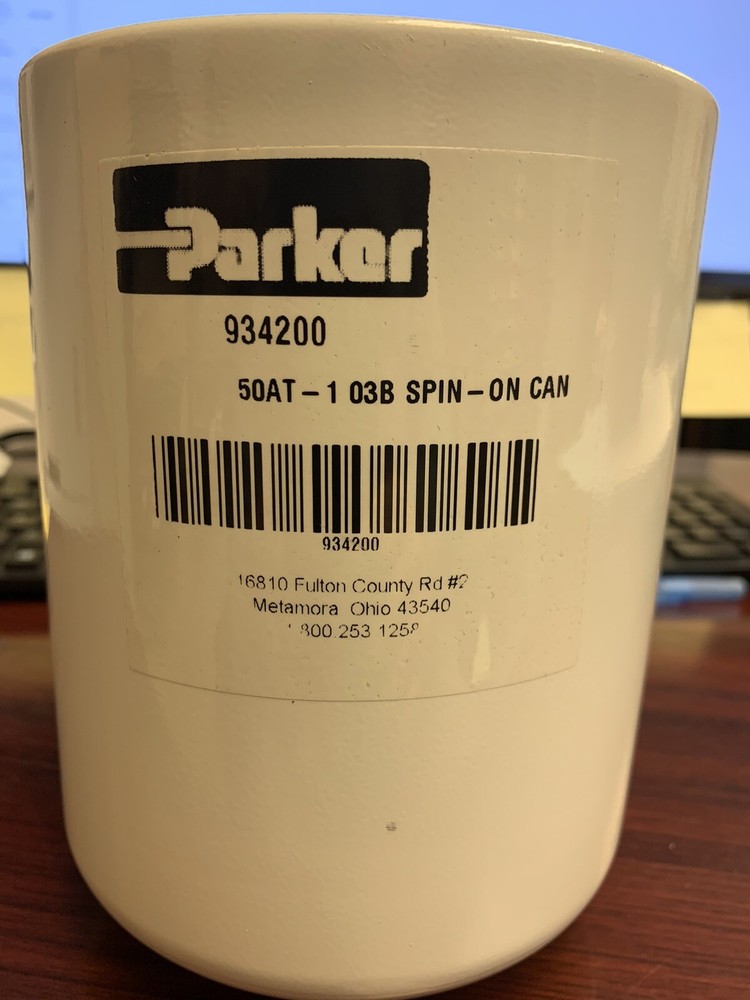 Parker
934200
50AT-1 03B SPIN-ON CAN
934200
16810 Fulton County Rd #2
Metamora Ohio 43540
800 253 1258